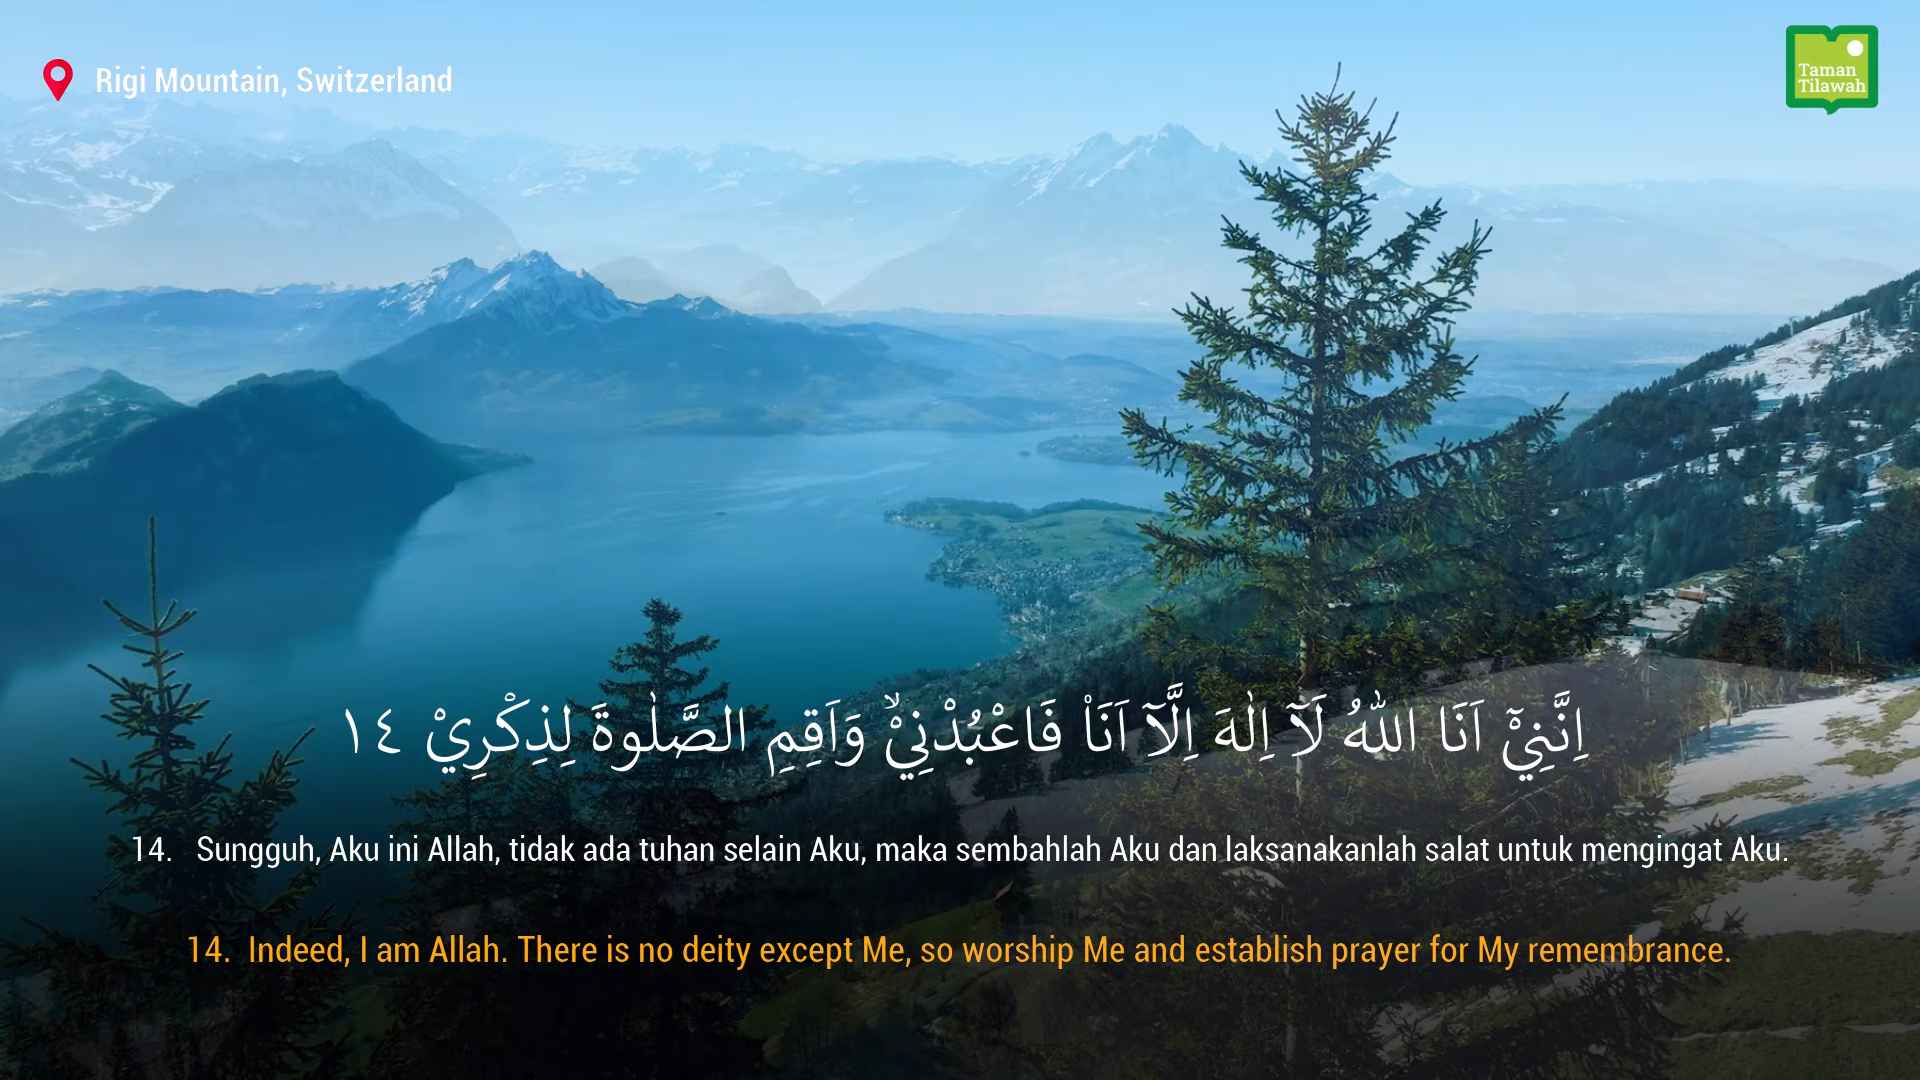 Rigi Mountain, Switzerland
Taman
Tilawah
اِنَّنِيْٓ اَنَا اللّٰهُ لَآ اِلٰهَ اِلَّآ اَنَا۠ فَاعْبُدْنِيْۙ وَاَقِمِ الصَّلٰوةَ لِذِكْرِيْ ١٤
14. Sungguh, Aku ini Allah, tidak ada tuhan selain Aku, maka sembahlah Aku dan laksanakanlah salat untuk mengingat Aku.
14. Indeed, I am Allah. There is no deity except Me, so worship Me and establish prayer for My remembrance.